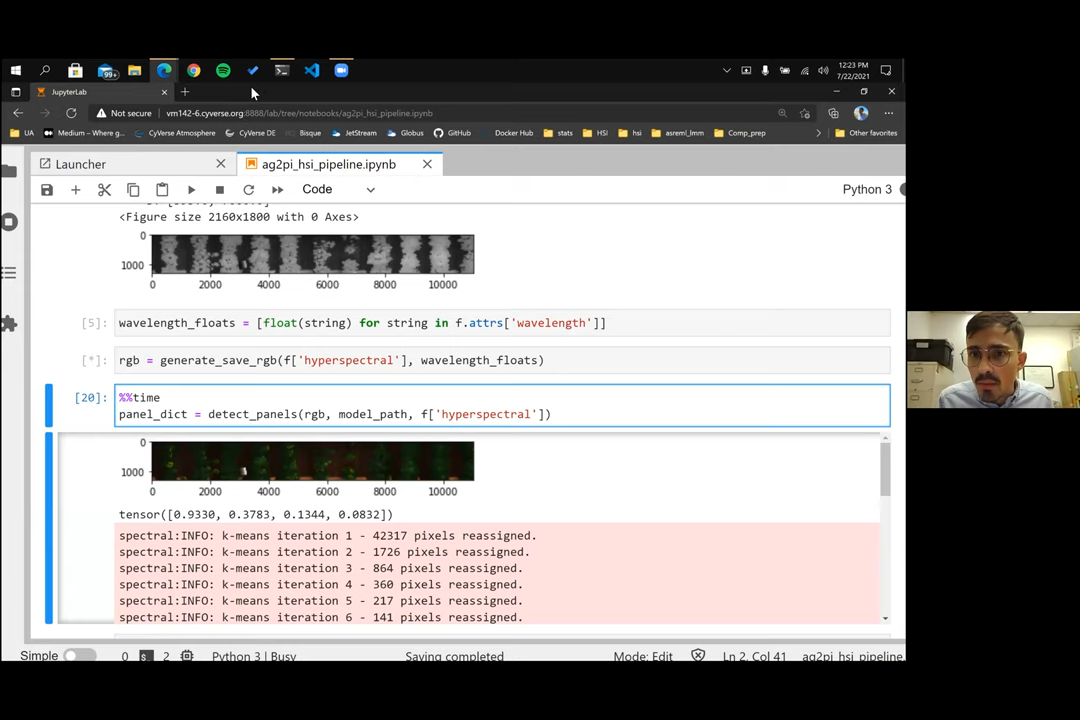 99+
12:23 PM
7/22/2021
JupyterLab
Not secure
vm142-6.cyverse.org:8888/lab/tree/notebooks/ag2pi_hsi_pipeline.ipynb
UA
Medium – Where g...
CyVerse Atmosphere
CyVerse DE
Bisque
JetStream
Globus
GitHub
Docker Hub
stats
HSI
hsi
asreml_lmm
Comp_prep
Other favorites
Launcher
ag2pi_hsi_pipeline.ipynb
Code
Python 3
<Figure size 2160x1800 with 0 Axes>
0
1000
0 2000 4000 6000 8000 10000
[5]: wavelength_floats = [float(string) for string in f.attrs['wavelength']]
[*]: rgb = generate_save_rgb(f['hyperspectral'], wavelength_floats)
[20]: %%time
panel_dict = detect_panels(rgb, model_path, f['hyperspectral'])
0
1000
0 2000 4000 6000 8000 10000
tensor([0.9330, 0.3783, 0.1344, 0.0832])
spectral:INFO: k-means iteration 1 - 42317 pixels reassigned.
spectral:INFO: k-means iteration 2 - 1726 pixels reassigned.
spectral:INFO: k-means iteration 3 - 864 pixels reassigned.
spectral:INFO: k-means iteration 4 - 360 pixels reassigned.
spectral:INFO: k-means iteration 5 - 217 pixels reassigned.
spectral:INFO: k-means iteration 6 - 141 pixels reassigned.
Simple 0 $_ 2 Python 3 | Busy Saving completed Mode: Edit Ln 2, Col 41 ag2pi_hsi_pipeline.